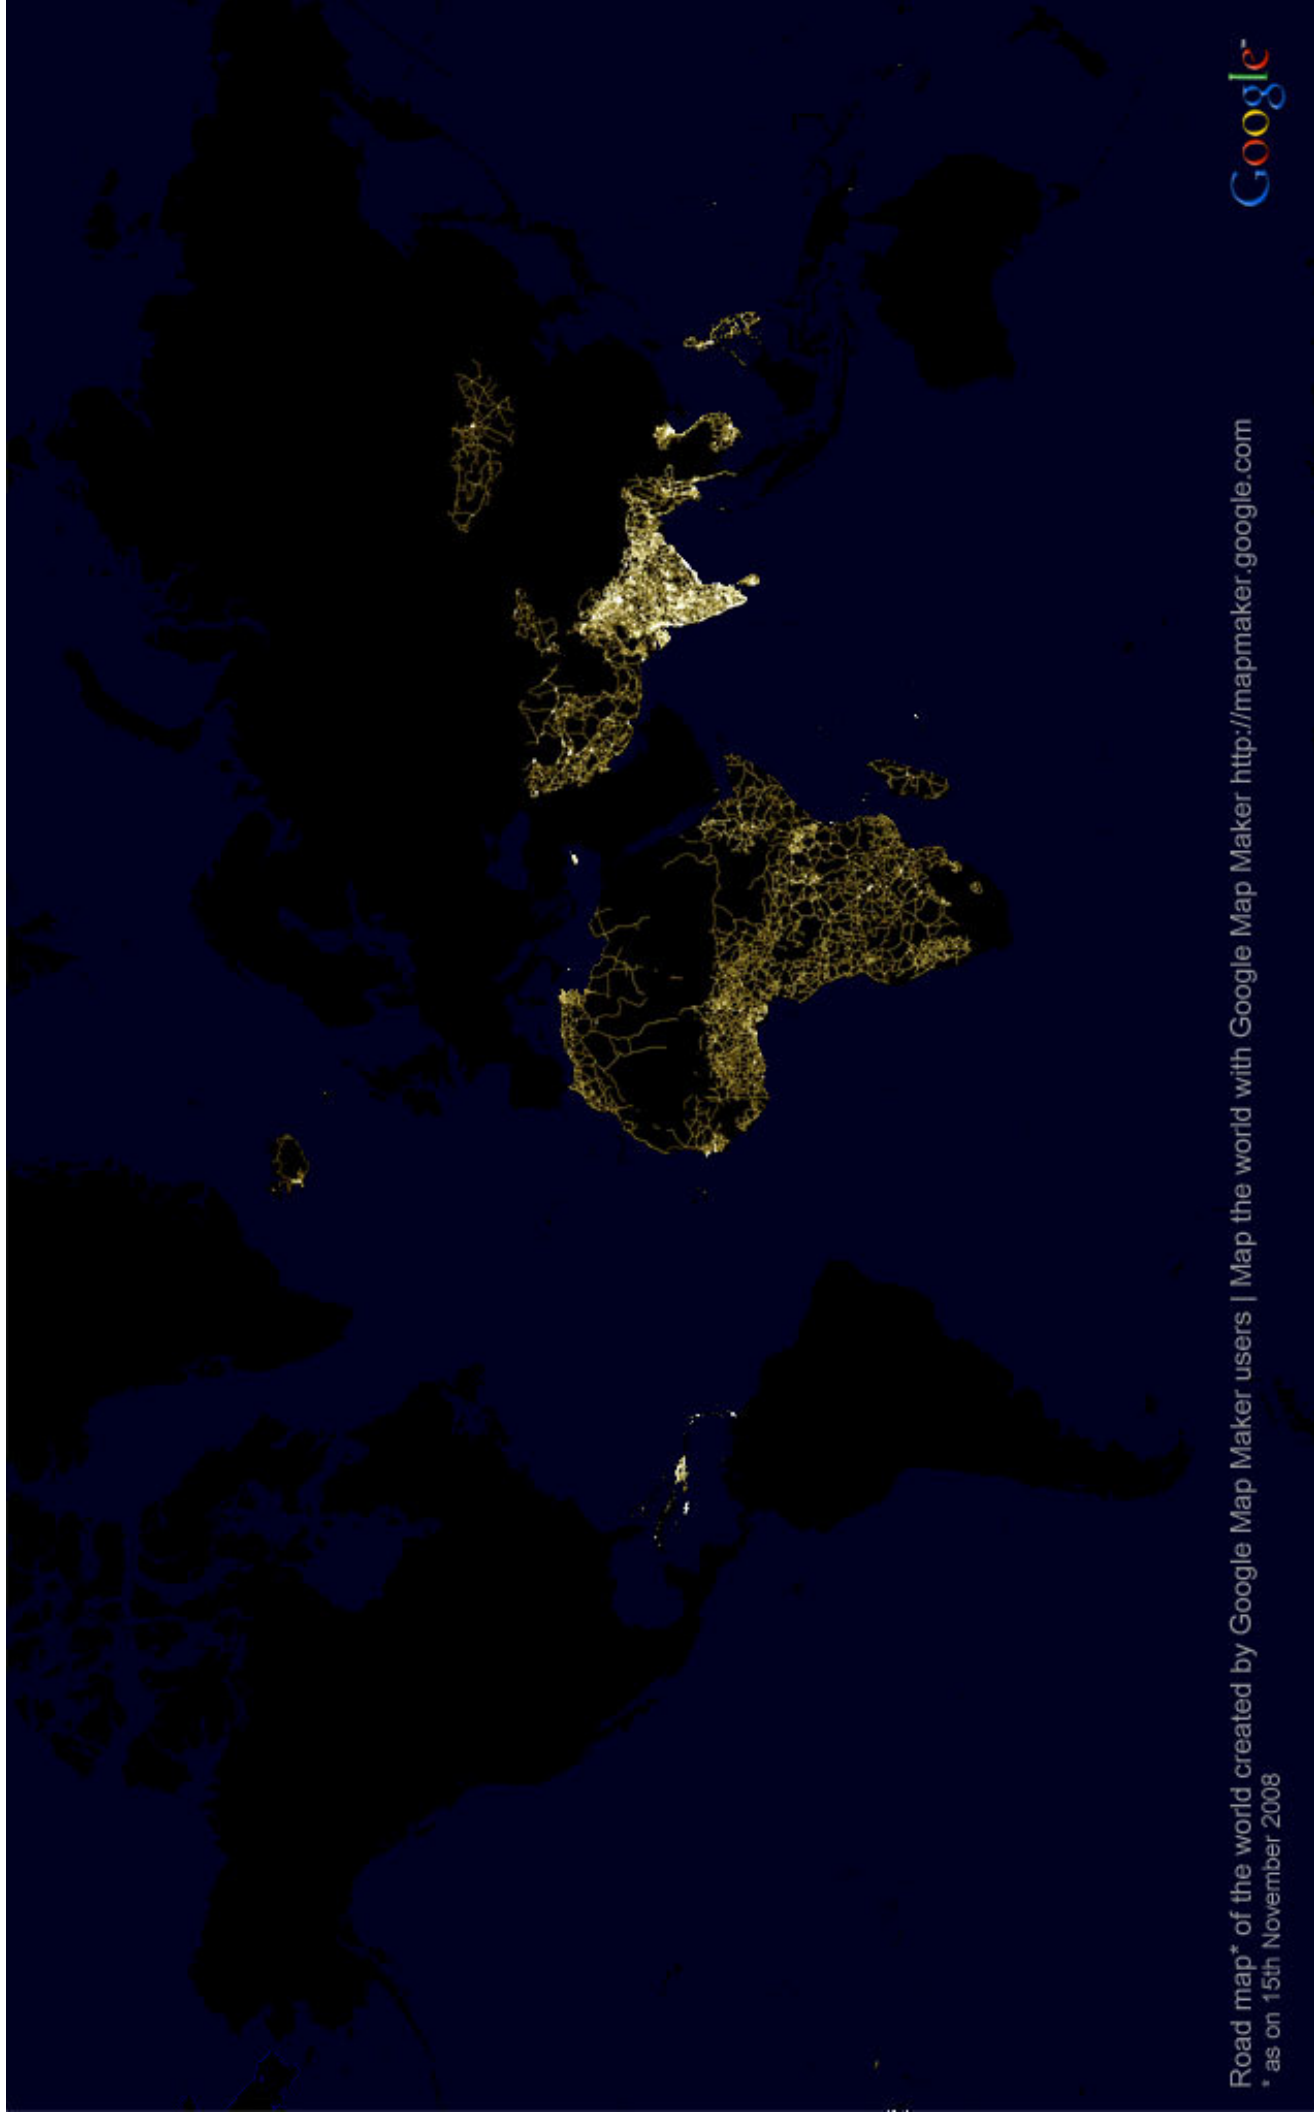 Google™
Road map* of the world created by Google Map Maker users | Map the world with Google Map Maker http://mapmaker.google.com
* as on 15th November 2008